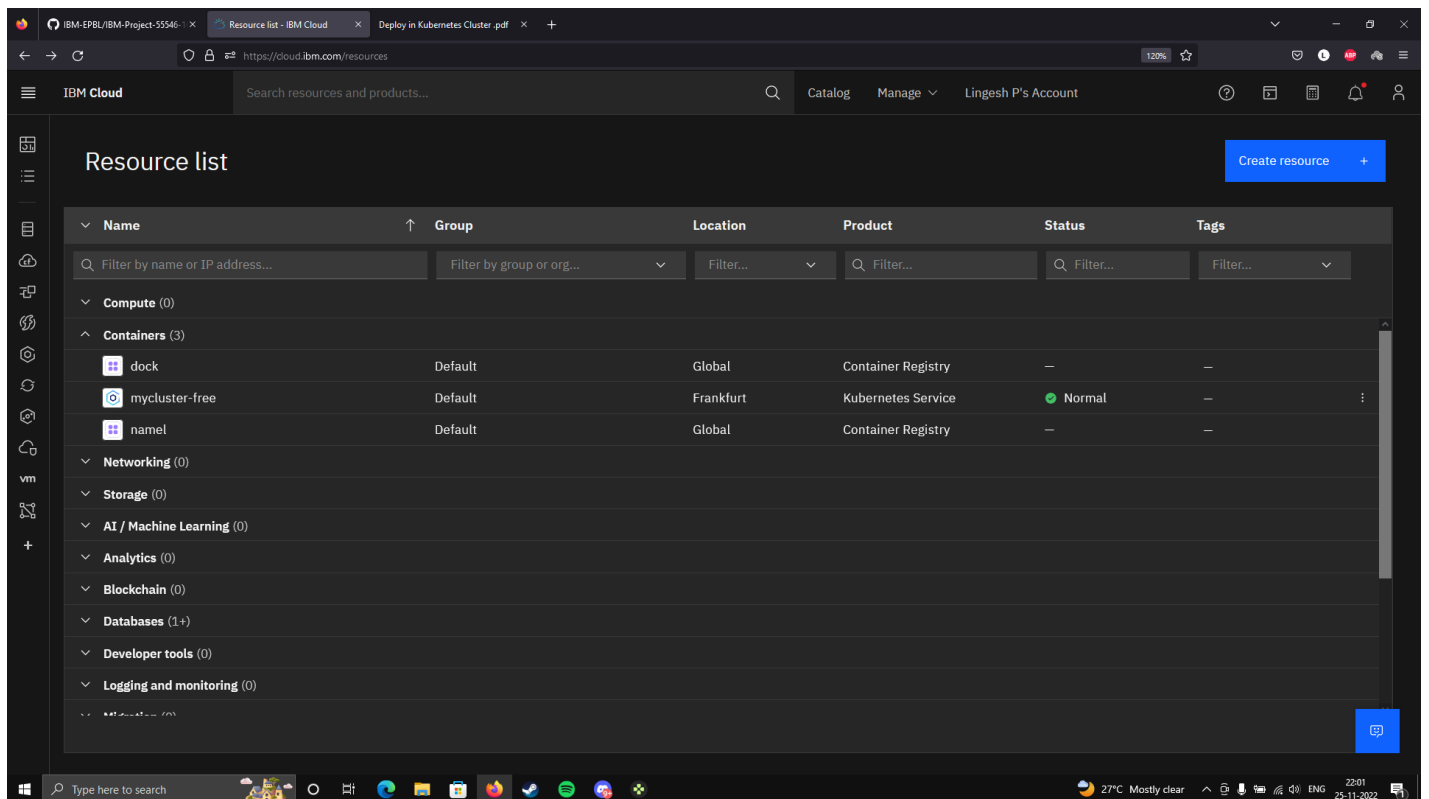 IBM-EPBL/IBM-Project-55546-1
Resource list - IBM Cloud
Deploy in Kubernetes Cluster .pdf
https://cloud.ibm.com/resources
120%
L
ABP
IBM Cloud
Search resources and products...
Catalog
Manage
Lingesh P's Account
Resource list
Create resource +
Name
Group
Location
Product
Status
Tags
Filter by name or IP address...
Filter by group or org...
Filter...
Filter...
Filter...
Filter...
Compute (0)
Containers (3)
dock Default Global Container Registry — —
mycluster-free Default Frankfurt Kubernetes Service Normal —
namel Default Global Container Registry — —
Networking (0)
Storage (0)
AI / Machine Learning (0)
Analytics (0)
Blockchain (0)
Databases (1+)
Developer tools (0)
Logging and monitoring (0)
Migration (0)
cf
vm
Type here to search
27°C Mostly clear
ENG
22:01
25-11-2022